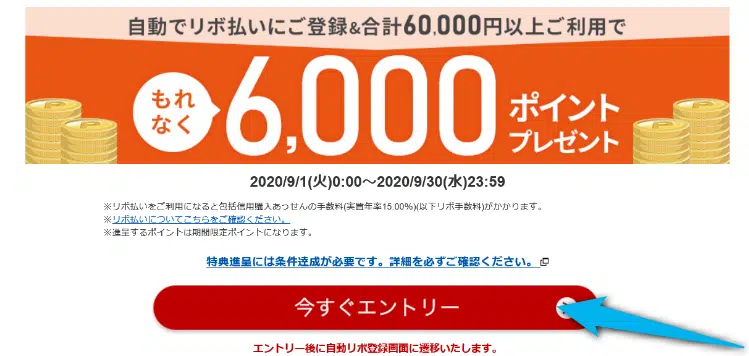 自動でリボ払いにご登録&合計60,000円以上ご利用で
もれなく
6,000ポイントプレゼント
2020/9/1(火)0:00〜2020/9/30(水)23:59
※リボ払いをご利用になると包括信用購入あっせんの手数料(実質年率15.00%)(以下リボ手数料)がかかります。
※リボ払いについてこちらをご確認ください。
※進呈するポイントは期間限定ポイントになります。
特典進呈には条件達成が必要です。詳細を必ずご確認ください。
今すぐエントリー
エントリー後に自動リボ登録画面に遷移いたします。